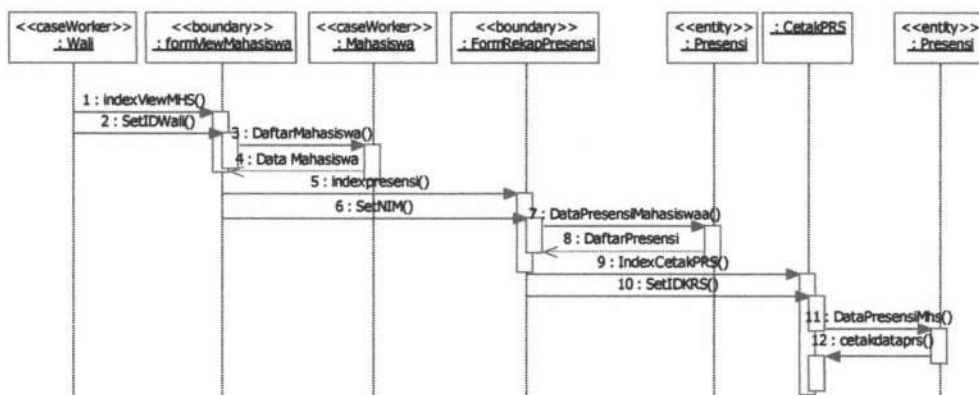 <<caseWorker>>
: Wali
<<boundary>>
: formViewMahasiswa
<<caseWorker>>
: Mahasiswa
<<boundary>>
: FormRekapPresensi
<<entity>>
: Presensi
: CetakPRS
<<entity>>
: Presensi
1 : indexViewMHS()
2 : SetIDWali()
3 : DaftarMahasiswa()
4 : Data Mahasiswa
5 : indexpresensi()
6 : SetNIM()
7 : DataPresensiMahasiswaa()
8 : DaftarPresensi
9 : IndexCetakPRS()
10 : SetIDKRS()
11 : DataPresensiMhs()
12 : cetakdataprs()